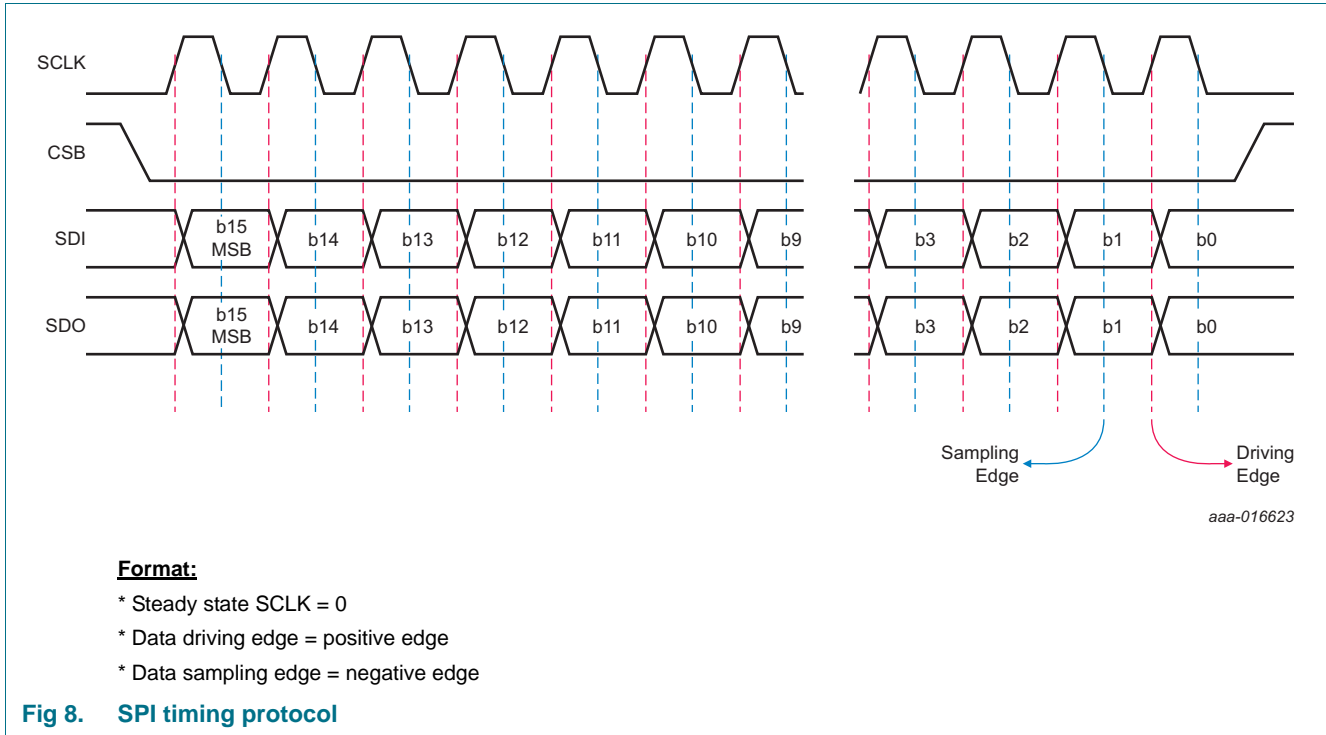 SCLK
CSB
SDI
b15
MSB
b14
b13
b12
b11
b10
b9
b3
b2
b1
b0
SDO
b15
MSB
b14
b13
b12
b11
b10
b9
b3
b2
b1
b0
Sampling
Edge
Driving
Edge
aaa-016623
Format:
* Steady state SCLK = 0
* Data driving edge = positive edge
* Data sampling edge = negative edge
Fig 8. SPI timing protocol